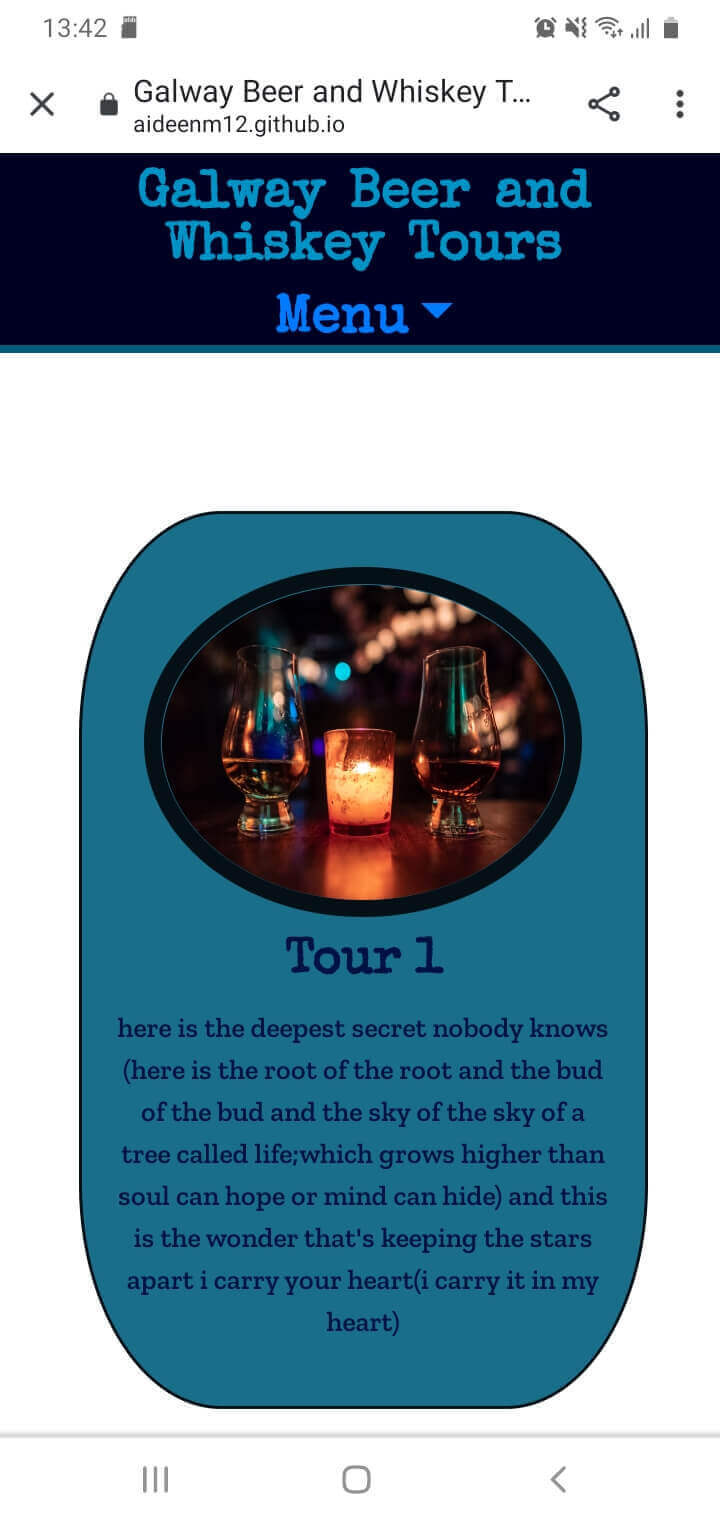 13:42
Galway Beer and Whiskey T...
aideenm12.github.io
Galway Beer and
Whiskey Tours
Menu
Tour 1
here is the deepest secret nobody knows
(here is the root of the root and the bud
of the bud and the sky of the sky of a
tree called life;which grows higher than
soul can hope or mind can hide) and this
is the wonder that's keeping the stars
apart i carry your heart(i carry it in my
heart)